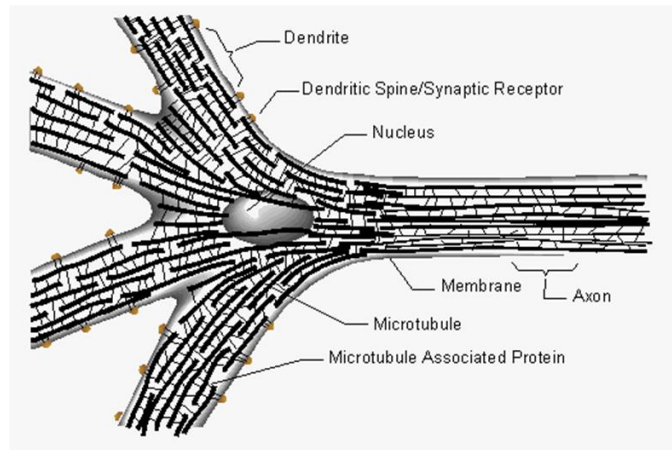 Dendrite
Dendritic Spine/Synaptic Receptor
Nucleus
Membrane
Axon
Microtubule
Microtubule Associated Protein